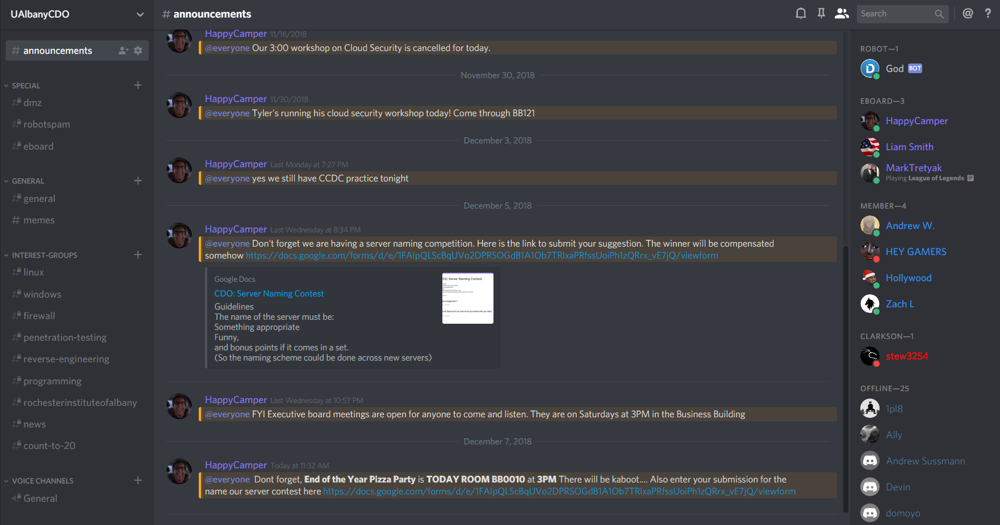 UAlbanyCDO
# announcements
SPECIAL
dmz
robotspam
eboard
GENERAL
general
# memes
INTEREST-GROUPS
linux
windows
firewall
penetration-testing
reverse-engineering
programming
rochesterinstituteofalbany
news
count-to-20
VOICE CHANNELS
General
# announcements
Search
@ ?
HappyCamper 11/16/2018
@everyone Our 3:00 workshop on Cloud Security is cancelled for today.
November 30, 2018
HappyCamper 11/30/2018
@everyone Tyler's running his cloud security workshop today! Come through BB121
December 3, 2018
HappyCamper Last Monday at 7:27 PM
@everyone yes we still have CCDC practice tonight
December 5, 2018
HappyCamper Last Wednesday at 8:34 PM
@everyone Don't forget we are having a server naming competition. Here is the link to submit your suggestion. The winner will be compensated
somehow https://docs.google.com/forms/d/e/1FAIpQLScBqUVo2DPRSOGdB1A1Ob7TRIxaPRfssUoiPh1zQRrx_vE7jQ/viewform
Google Docs
CDO: Server Naming Contest
Guidelines
The name of the server must be:
Something appropriate
Funny,
and bonus points if it comes in a set.
(So the naming scheme could be done across new servers)
DO: Server Naming Contest
HappyCamper Last Wednesday at 10:57 PM
@everyone FYI Executive board meetings are open for anyone to come and listen. They are on Saturdays at 3PM in the Business Building
December 7, 2018
HappyCamper Today at 11:32 AM
@everyone Dont forget, End of the Year Pizza Party is TODAY ROOM BB0010 at 3PM There will be kaboot.... Also enter your submission for the
name our server contest here https://docs.google.com/forms/d/e/1FAIpQLScBqUVo2DPRSOGdB1A1Ob7TRIxaPRfssUoiPh1zQRrx_vE7jQ/viewform
ROBOT—1
D
God BOT
EBOARD—3
HappyCamper
Liam Smith
MarkTretyak
Playing League of Legends
MEMBER—4
Andrew W.
HEY GAMERS
Hollywood
Zach L
CLARKSON—1
stew3254
OFFLINE—25
1pl8
Ally
Andrew Sussmann
Devin
domoyo